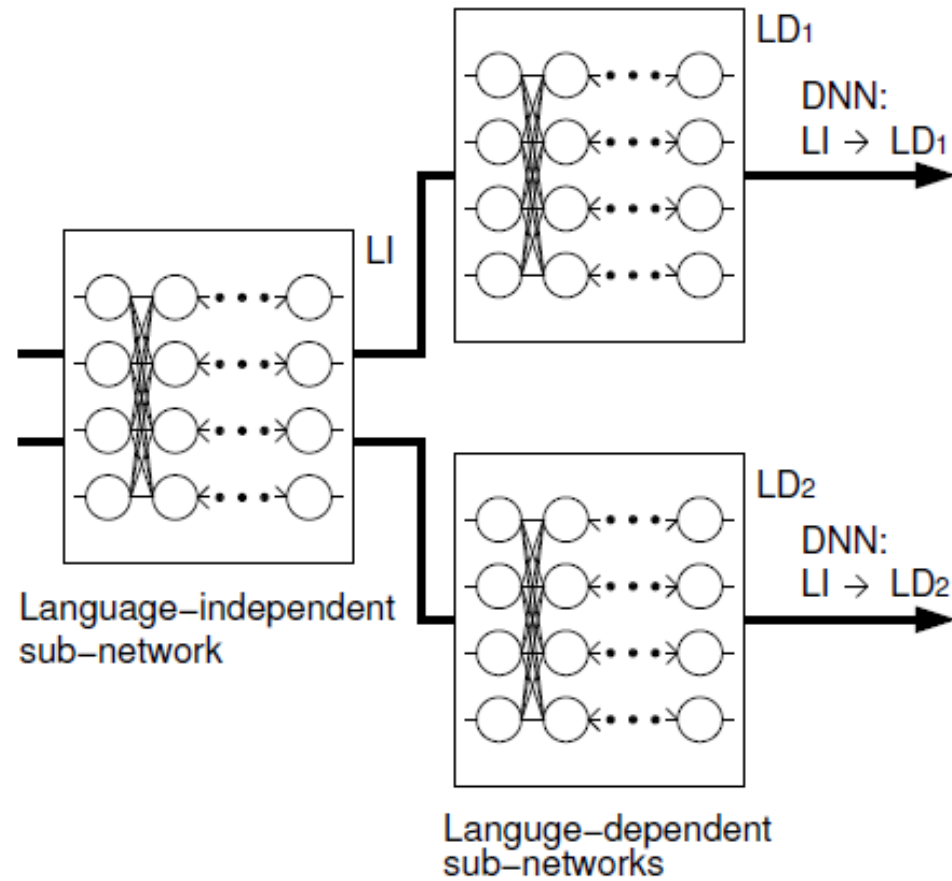 LD1
DNN:
LI → LD1
LI
Language-independent
sub-network
LD2
DNN:
LI → LD2
Languge-dependent
sub-networks